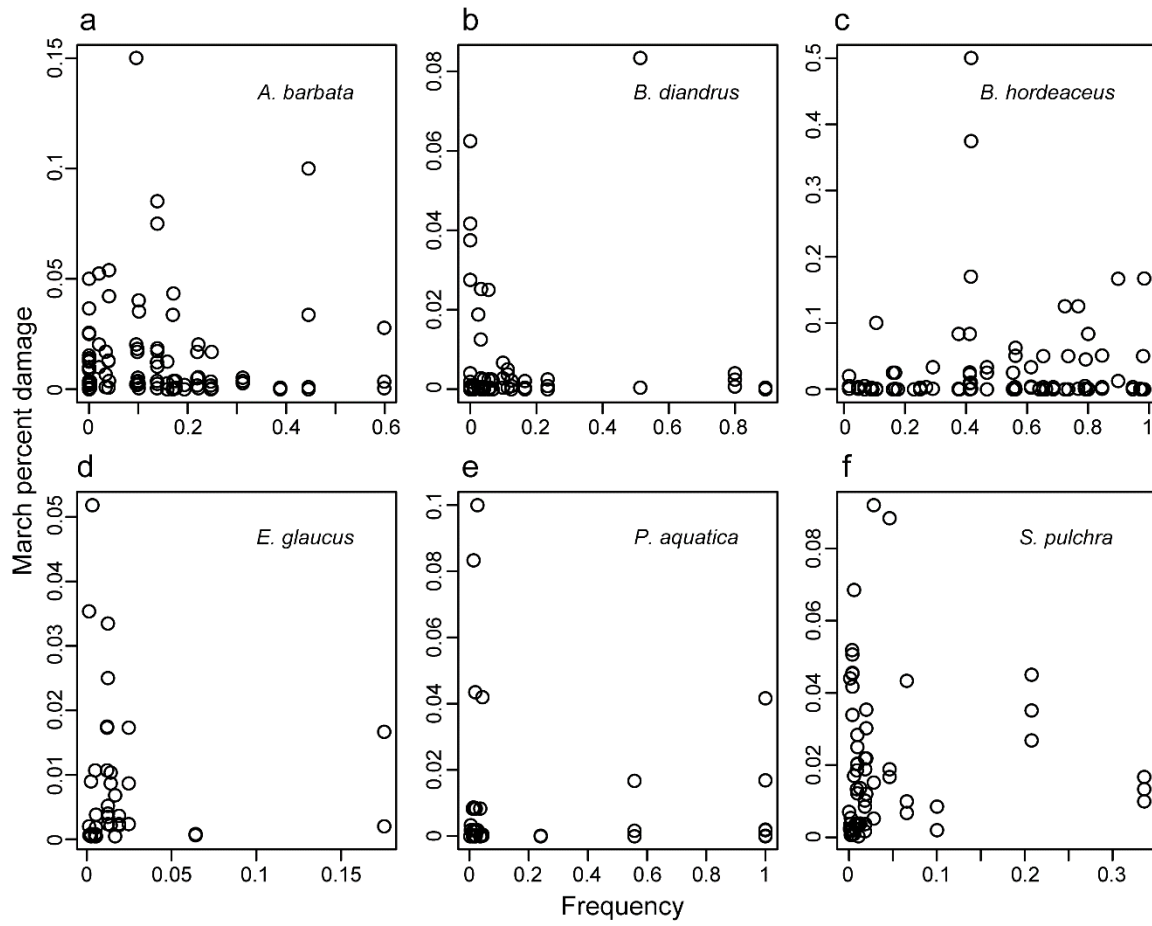 a b c
0.15 0.1 0.05 0
A. barbata
0 0.2 0.4 0.6
0.08 0.06 0.04 0.02 0
B. diandrus
0 0.2 0.4 0.6 0.8
0.5 0.4 0.3 0.2 0.1 0
B. hordeaceus
0 0.2 0.4 0.6 0.8 1
March percent damage
d e f
0.05 0.04 0.03 0.02 0.01 0
E. glaucus
0 0.05 0.1 0.15
0.1 0.08 0.06 0.04 0.02 0
P. aquatica
0 0.2 0.4 0.6 0.8 1
0.08 0.06 0.04 0.02 0
S. pulchra
0 0.1 0.2 0.3
Frequency